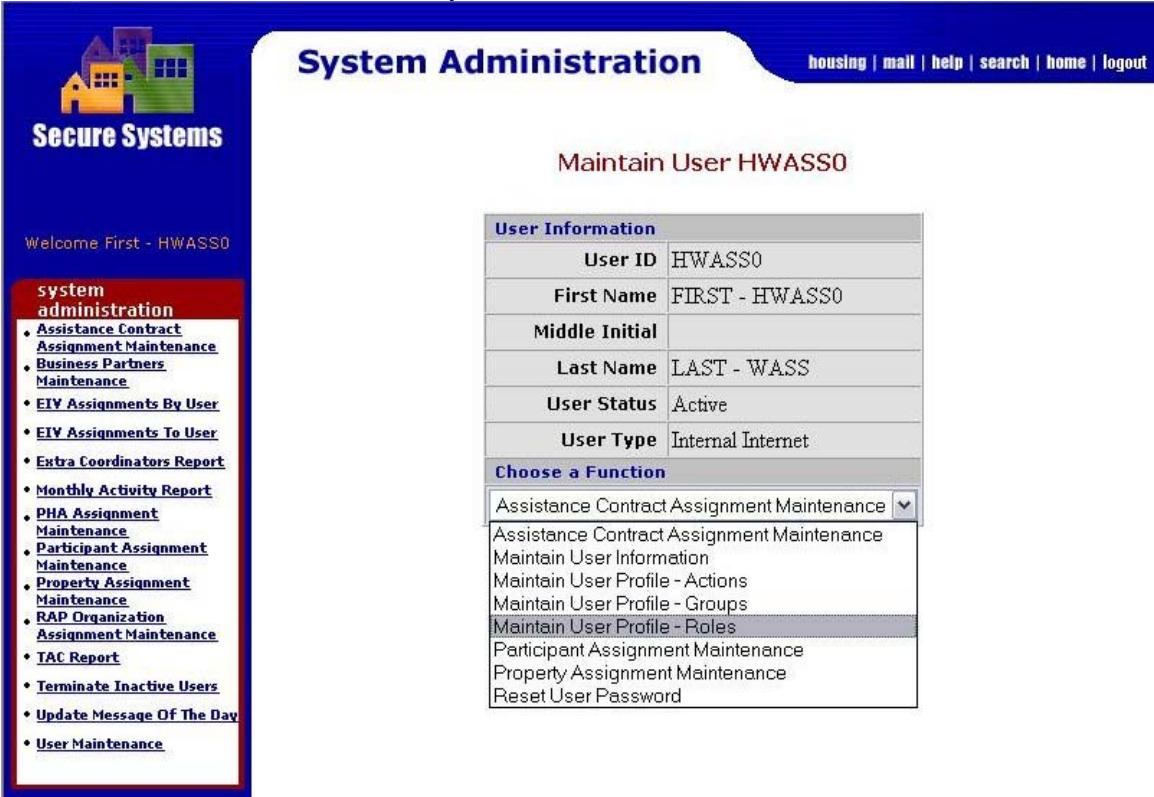 System Administration
housing | mail | help | search | home | logout
Secure Systems
Welcome First - HWASS0
system
administration
Assistance Contract
Assignment Maintenance
Business Partners
Maintenance
EIV Assignments By User
EIV Assignments To User
Extra Coordinators Report
Monthly Activity Report
PHA Assignment
Maintenance
Participant Assignment
Maintenance
Property Assignment
Maintenance
RAP Organization
Assignment Maintenance
TAC Report
Terminate Inactive Users
Update Message Of The Day
User Maintenance
Maintain User HWASS0
User Information
User ID HWASS0
First Name FIRST - HWASS0
Middle Initial
Last Name LAST - WASS
User Status Active
User Type Internal Internet
Choose a Function
Assistance Contract Assignment Maintenance
Assistance Contract Assignment Maintenance
Maintain User Information
Maintain User Profile - Actions
Maintain User Profile - Groups
Maintain User Profile - Roles
Participant Assignment Maintenance
Property Assignment Maintenance
Reset User Password